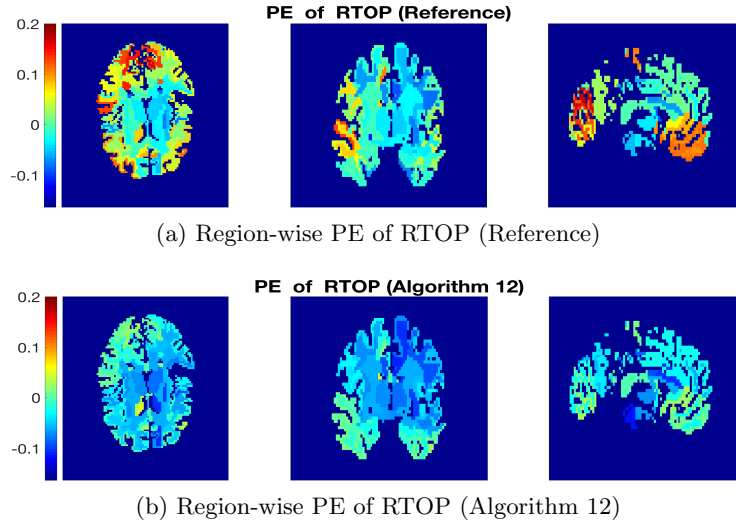 PE of RTOP (Reference)
0.2
0.1
0
-0.1
(a) Region-wise PE of RTOP (Reference)
PE of RTOP (Algorithm 12)
0.2
0.1
0
-0.1
(b) Region-wise PE of RTOP (Algorithm 12)